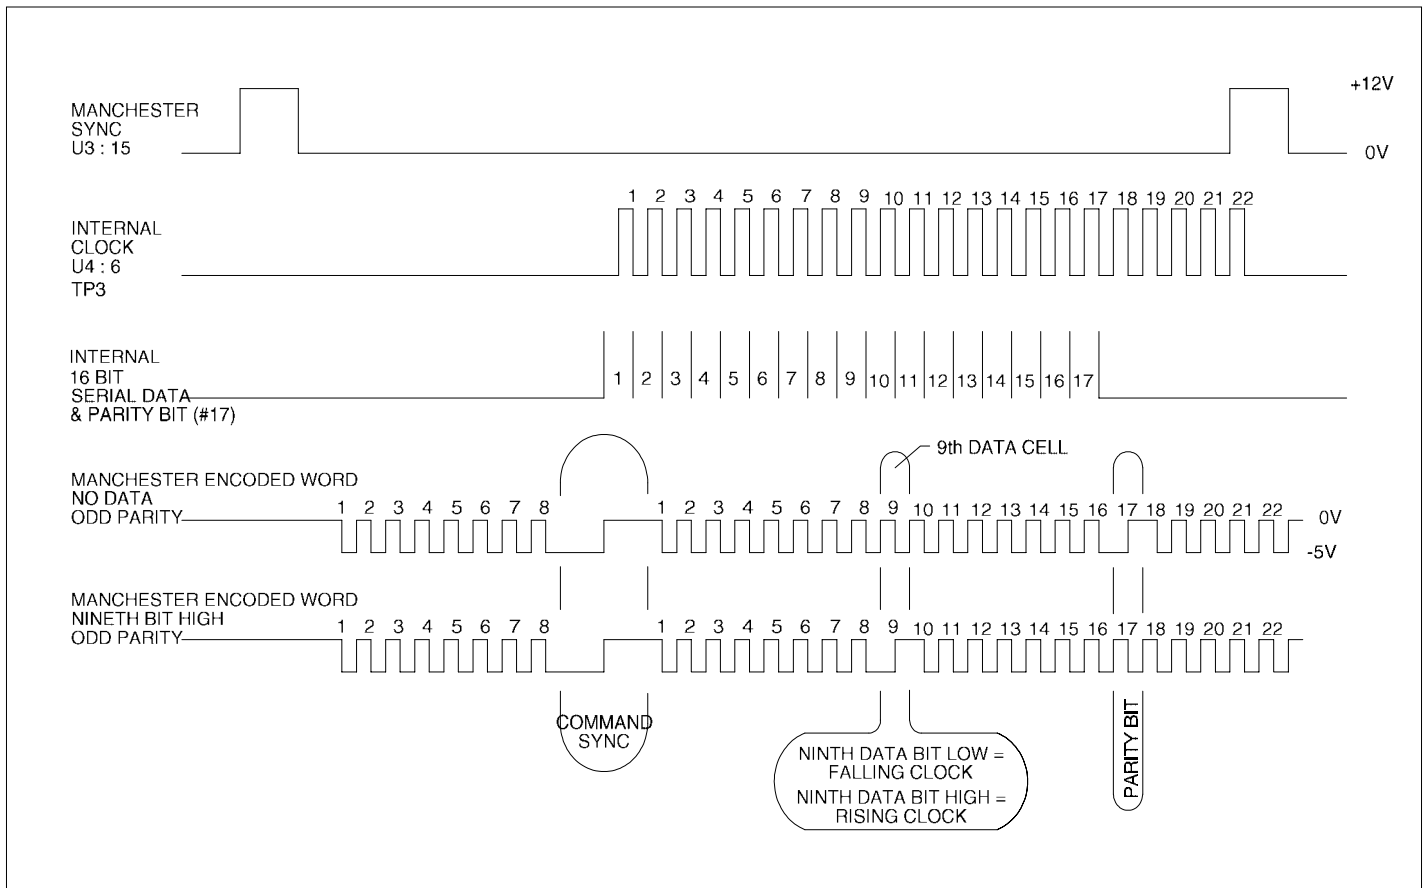 +12V
MANCHESTER
SYNC
U3 : 15
0V
1 2 3 4 5 6 7 8 9 10 11 12 13 14 15 16 17 18 19 20 21 22
INTERNAL
CLOCK
U4 : 6
TP3
INTERNAL
16 BIT
SERIAL DATA
& PARITY BIT (#17)
1 2 3 4 5 6 7 8 9 10 11 12 13 14 15 16 17
9th DATA CELL
MANCHESTER ENCODED WORD
NO DATA
ODD PARITY
1 2 3 4 5 6 7 8 1 2 3 4 5 6 7 8 9 10 11 12 13 14 15 16 17 18 19 20 21 22
0V
-5V
MANCHESTER ENCODED WORD
NINETH BIT HIGH
ODD PARITY
1 2 3 4 5 6 7 8 1 2 3 4 5 6 7 8 9 10 11 12 13 14 15 16 17 18 19 20 21 22
COMMAND
SYNC
NINTH DATA BIT LOW =
FALLING CLOCK
NINTH DATA BIT HIGH =
RISING CLOCK
PARITY BIT